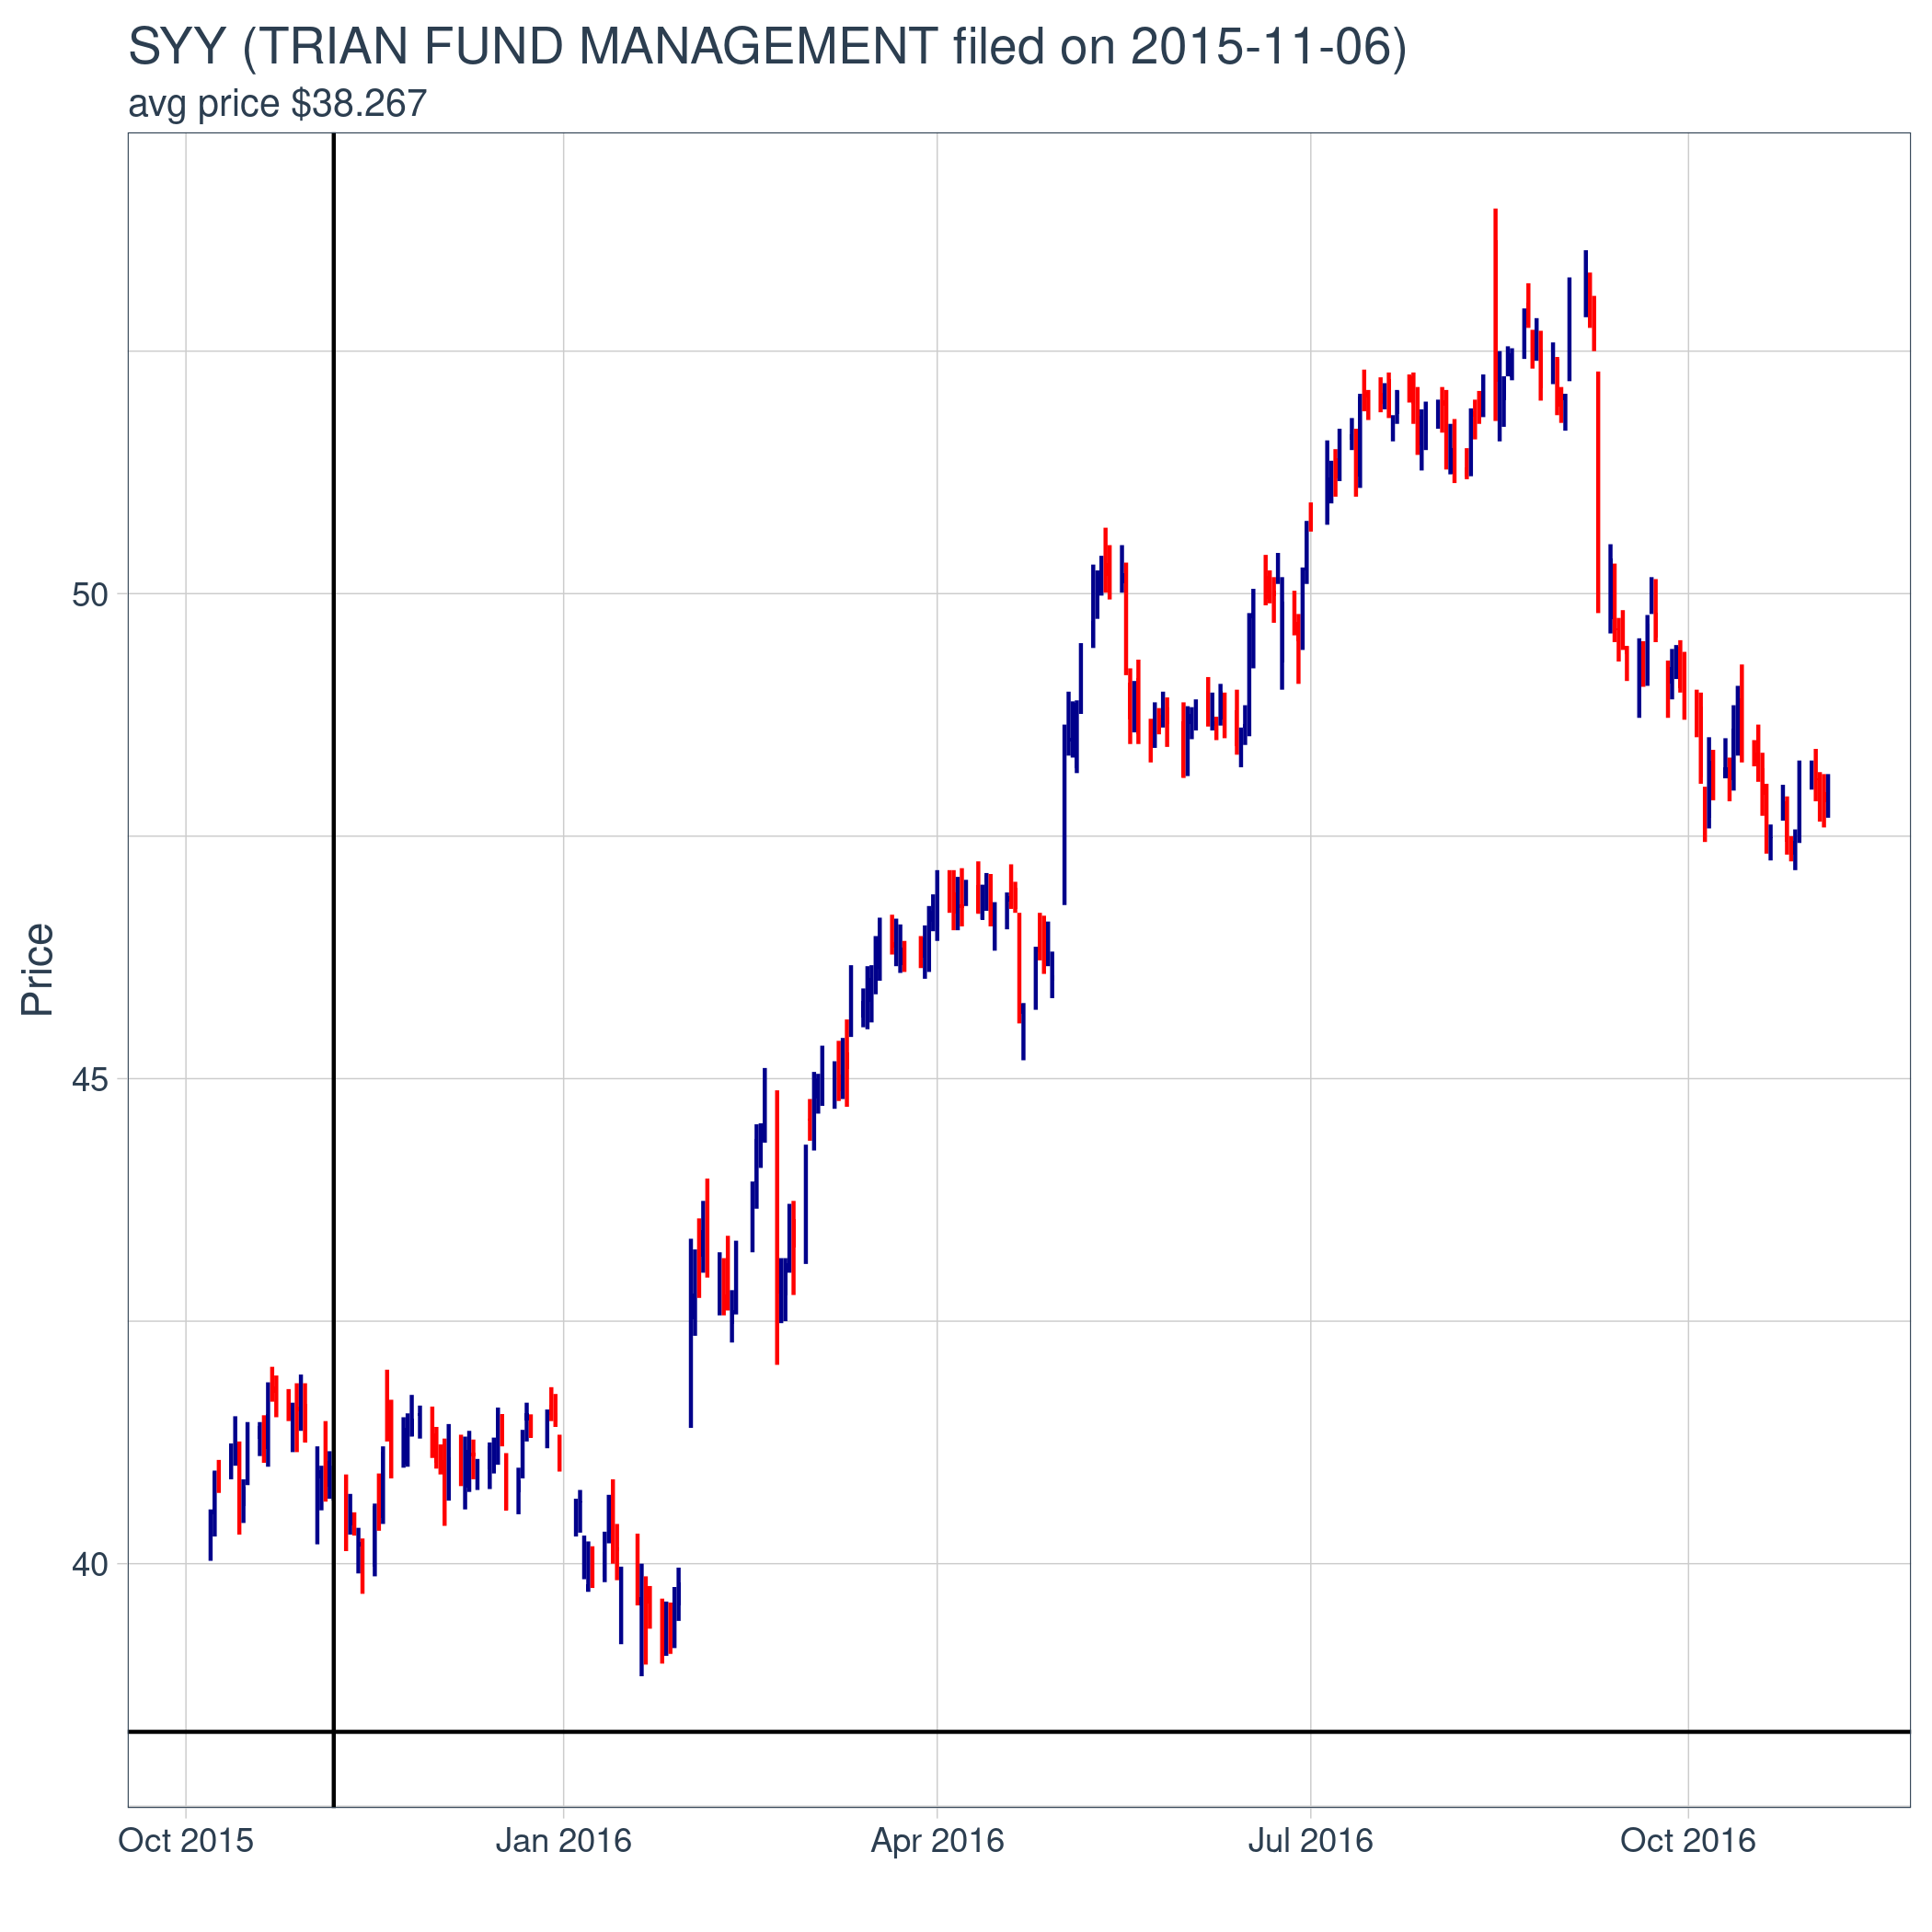 SYY (TRIAN FUND MANAGEMENT filed on 2015-11-06)
avg price $38.267
Price
50
45
40
Oct 2015
Jan 2016
Apr 2016
Jul 2016
Oct 2016